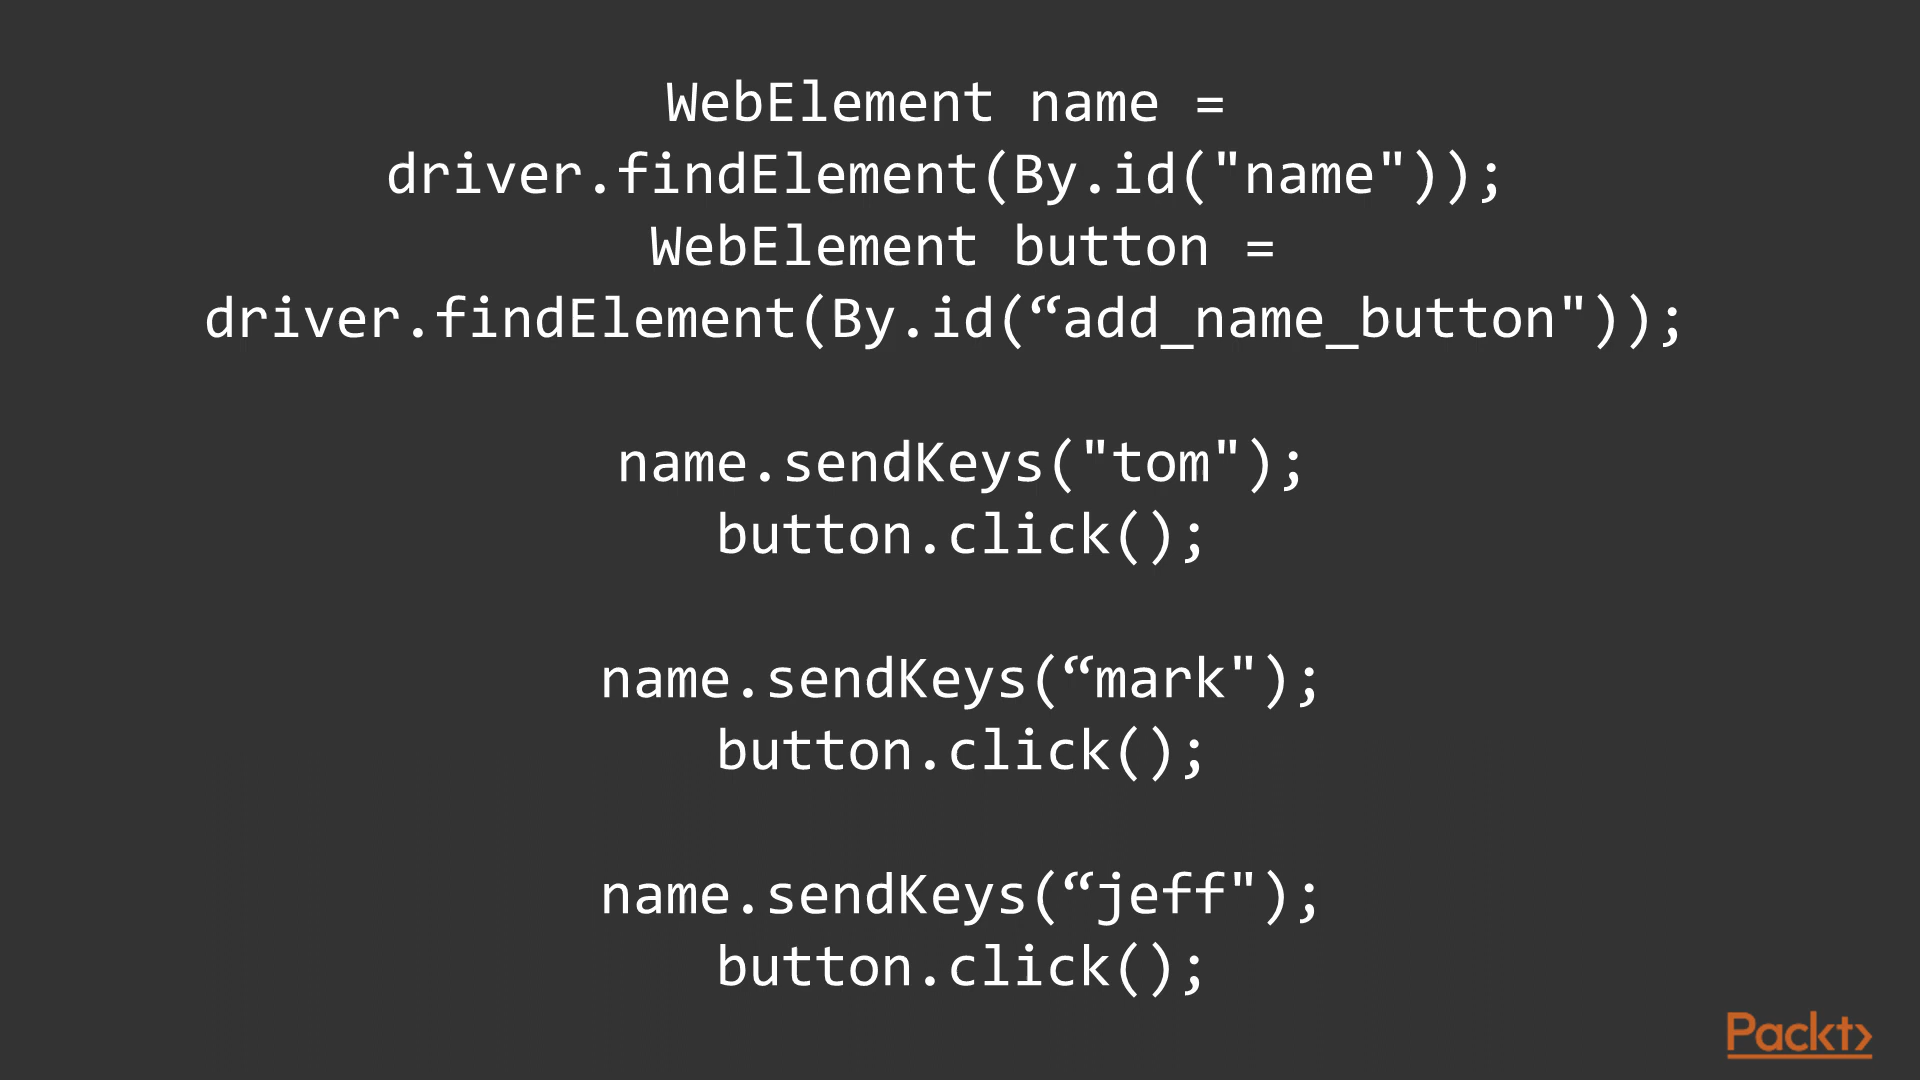 WebElement name =
driver.findElement(By.id("name"));
WebElement button =
driver.findElement(By.id(“add_name_button"));
name.sendKeys("tom");
button.click();
name.sendKeys(“mark");
button.click();
name.sendKeys(“jeff");
button.click();
Packt>